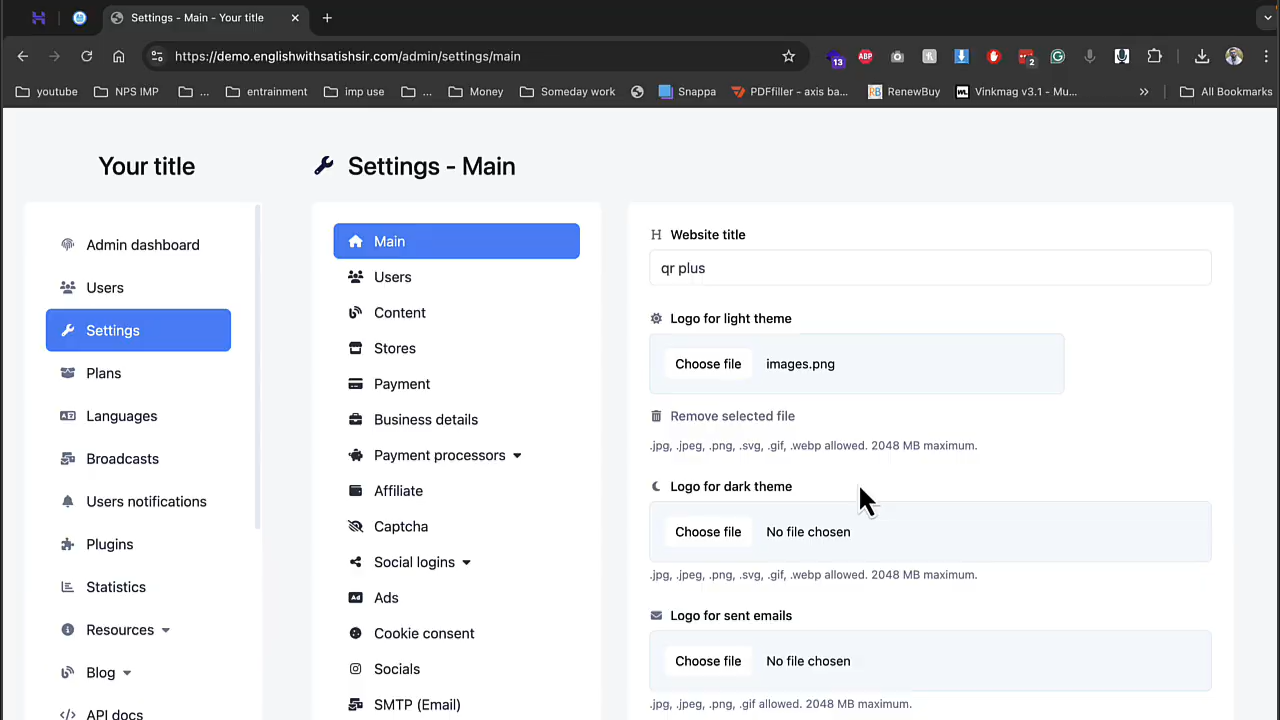 Settings - Main - Your title
https://demo.englishwithsatishsir.com/admin/settings/main
13
ABP
2
youtube
NPS IMP
...
entrainment
imp use
...
Money
Someday work
Snappa
PDFfiller - axis ba...
RB RenewBuy
WL Vinkmag v3.1 - Mu...
»
All Bookmarks
Your title
Settings - Main
Admin dashboard
Users
Settings
Plans
Languages
Broadcasts
Users notifications
Plugins
Statistics
Resources
Blog
API docs
Main
Users
Content
Stores
Payment
Business details
Payment processors
Affiliate
Captcha
Social logins
Ad Ads
Cookie consent
Socials
SMTP (Email)
H Website title
qr plus
Logo for light theme
Choose file images.png
Remove selected file
.jpg, .jpeg, .png, .svg, .gif, .webp allowed. 2048 MB maximum.
Logo for dark theme
Choose file No file chosen
.jpg, .jpeg, .png, .svg, .gif, .webp allowed. 2048 MB maximum.
Logo for sent emails
Choose file No file chosen
.jpg, .jpeg, .png, .gif allowed. 2048 MB maximum.